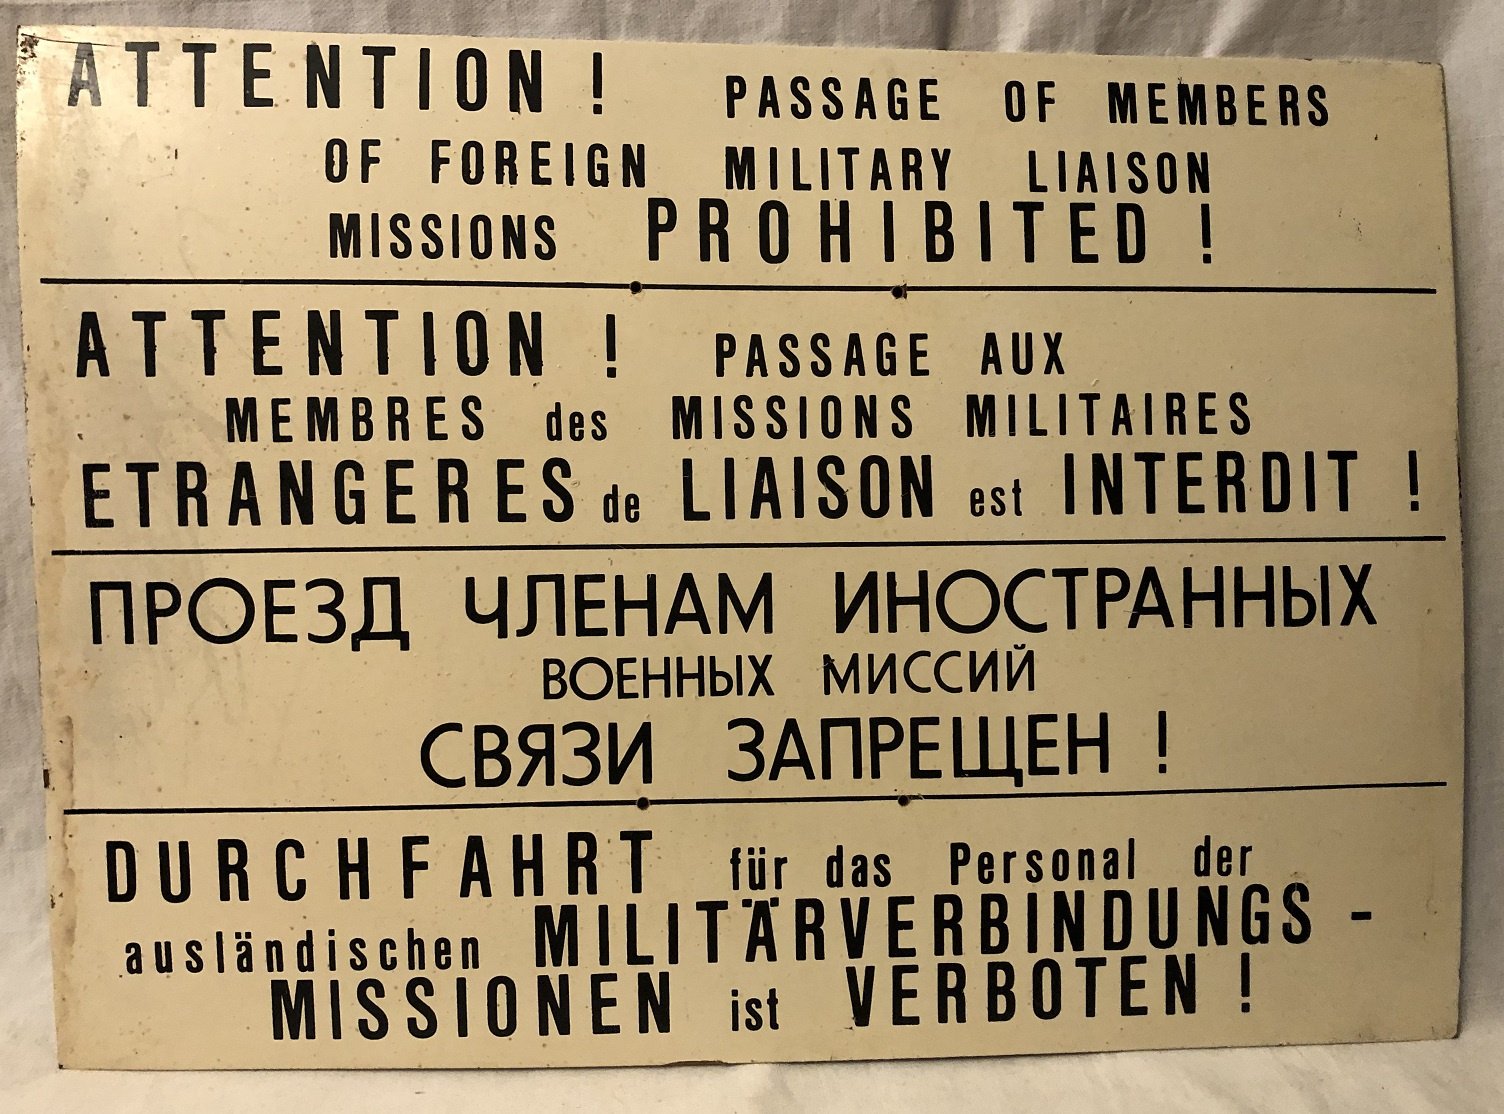 ATTENTION ! PASSAGE OF MEMBERS
OF FOREIGN MILITARY LIAISON
MISSIONS PROHIBITED !
ATTENTION ! PASSAGE AUX
MEMBRES des MISSIONS MILITAIRES
ETRANGERES de LIAISON est INTERDIT !
ПРОЕЗД ЧЛЕНАМ ИНОСТРАННЫХ
ВОЕННЫХ МИССИЙ
СВЯЗИ ЗАПРЕЩЕН !
DURCHFAHRT für das Personal der
ausländischen MILITÄRVERBINDUNGS -
MISSIONEN ist VERBOTEN !